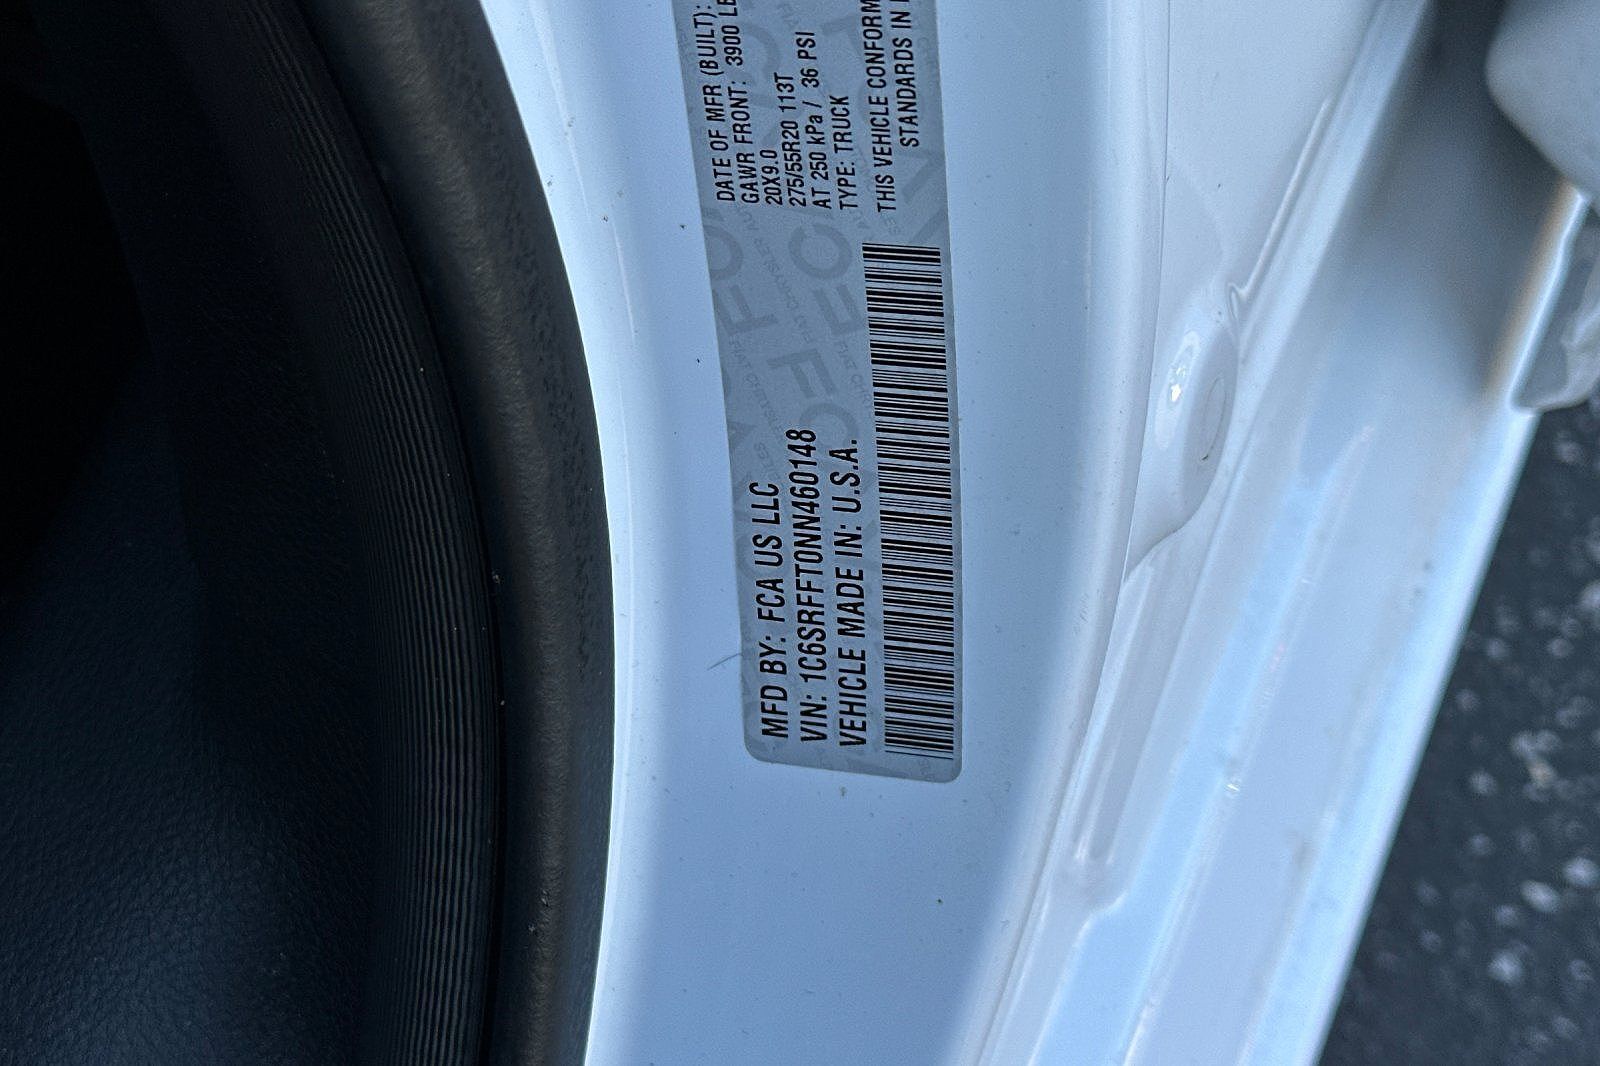 MFD BY: FCA US LLC
VIN: 1C6SRFFT0NN460148
VEHICLE MADE IN: U.S.A.
DATE OF MFR (BUILT):
GAWR FRONT: 3900 LB
20X9.0
275/55R20 113T
AT 250 kPa / 36 PSI
TYPE: TRUCK
THIS VEHICLE CONFORM
STANDARDS IN